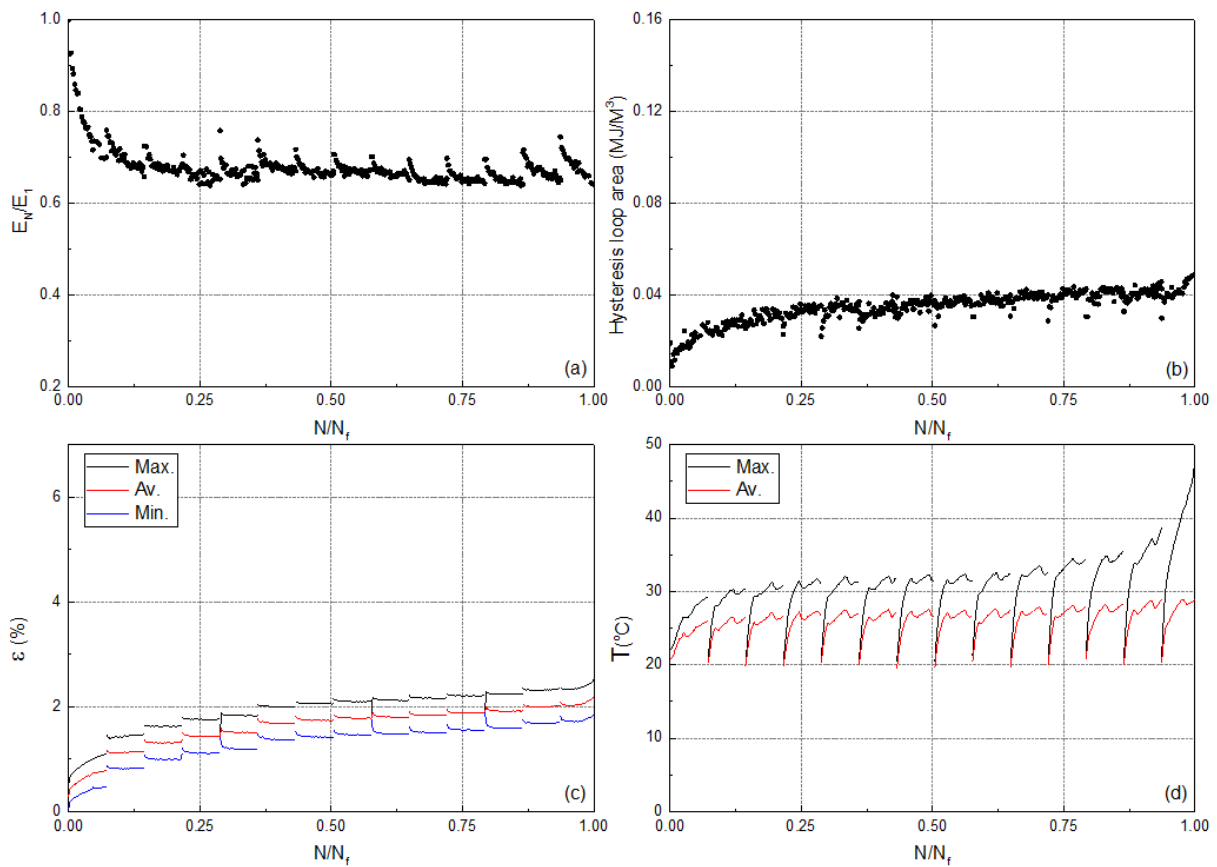 1.0
0.8
0.6
0.4
0.2
E_N/E_1
0.00
0.25
0.50
0.75
1.00
N/N_f
(a)
0.16
0.12
0.08
0.04
0.00
Hysteresis loop area (MJ/M³)
0.00
0.25
0.50
0.75
1.00
N/N_f
(b)
6
4
2
0
ε (%)
Max.
Av.
Min.
0.00
0.25
0.50
0.75
1.00
N/N_f
(c)
50
40
30
20
10
0
T(°C)
Max.
Av.
0.00
0.25
0.50
0.75
1.00
N/N_f
(d)